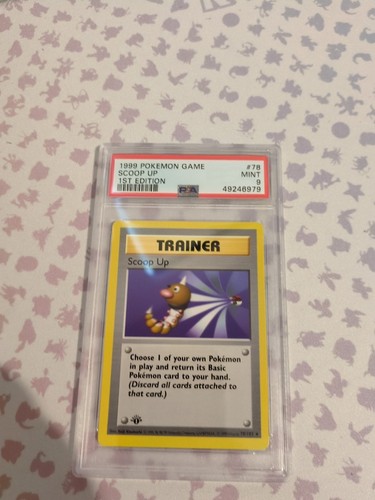 1999 POKEMON GAME #78
SCOOP UP MINT
1ST EDITION 9
PSA 49246979
TRAINER
Scoop Up
Choose 1 of your own Pokémon
in play and return its Basic
Pokémon card to your hand.
(Discard all cards attached to
that card.)